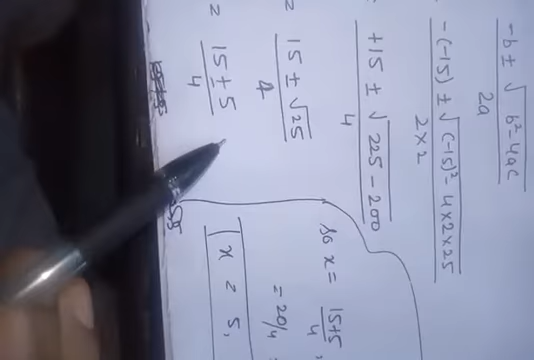 -b ± √b²-4ac / 2a
-(-15) ± √(-15)²-4×2×25 / 2×2
+15 ± √225-200 / 4
= 15 ± √25 / 4
= 15 ± 5 / 4
so x = 15+5 / 4,
= 20/4
x = 5,